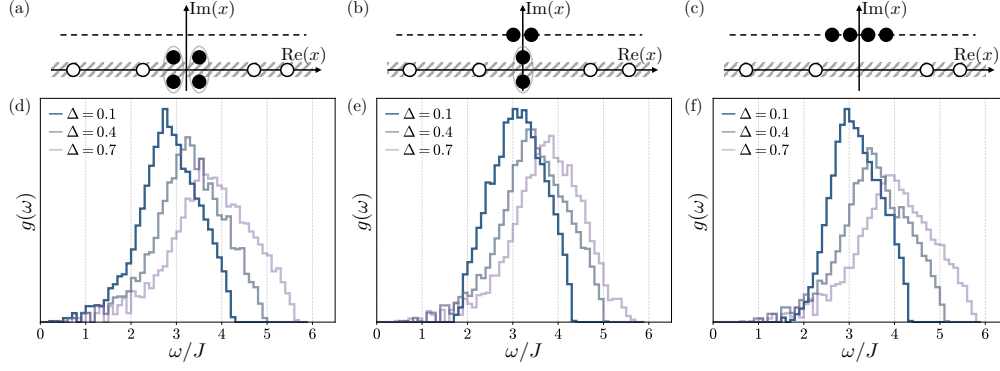 (a)
Im(x)
Re(x)
(b)
Im(x)
Re(x)
(c)
Im(x)
Re(x)
(d)
Δ = 0.1
Δ = 0.4
Δ = 0.7
g(ω)
0 1 2 3 4 5 6
ω/J
(e)
Δ = 0.1
Δ = 0.4
Δ = 0.7
g(ω)
0 1 2 3 4 5 6
ω/J
(f)
Δ = 0.1
Δ = 0.4
Δ = 0.7
g(ω)
0 1 2 3 4 5 6
ω/J